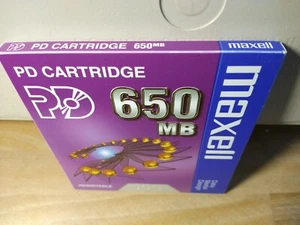 PD CARTRIDGE 650MB
maxell
PD CARTRIDGE
PD
650
MB
maxell